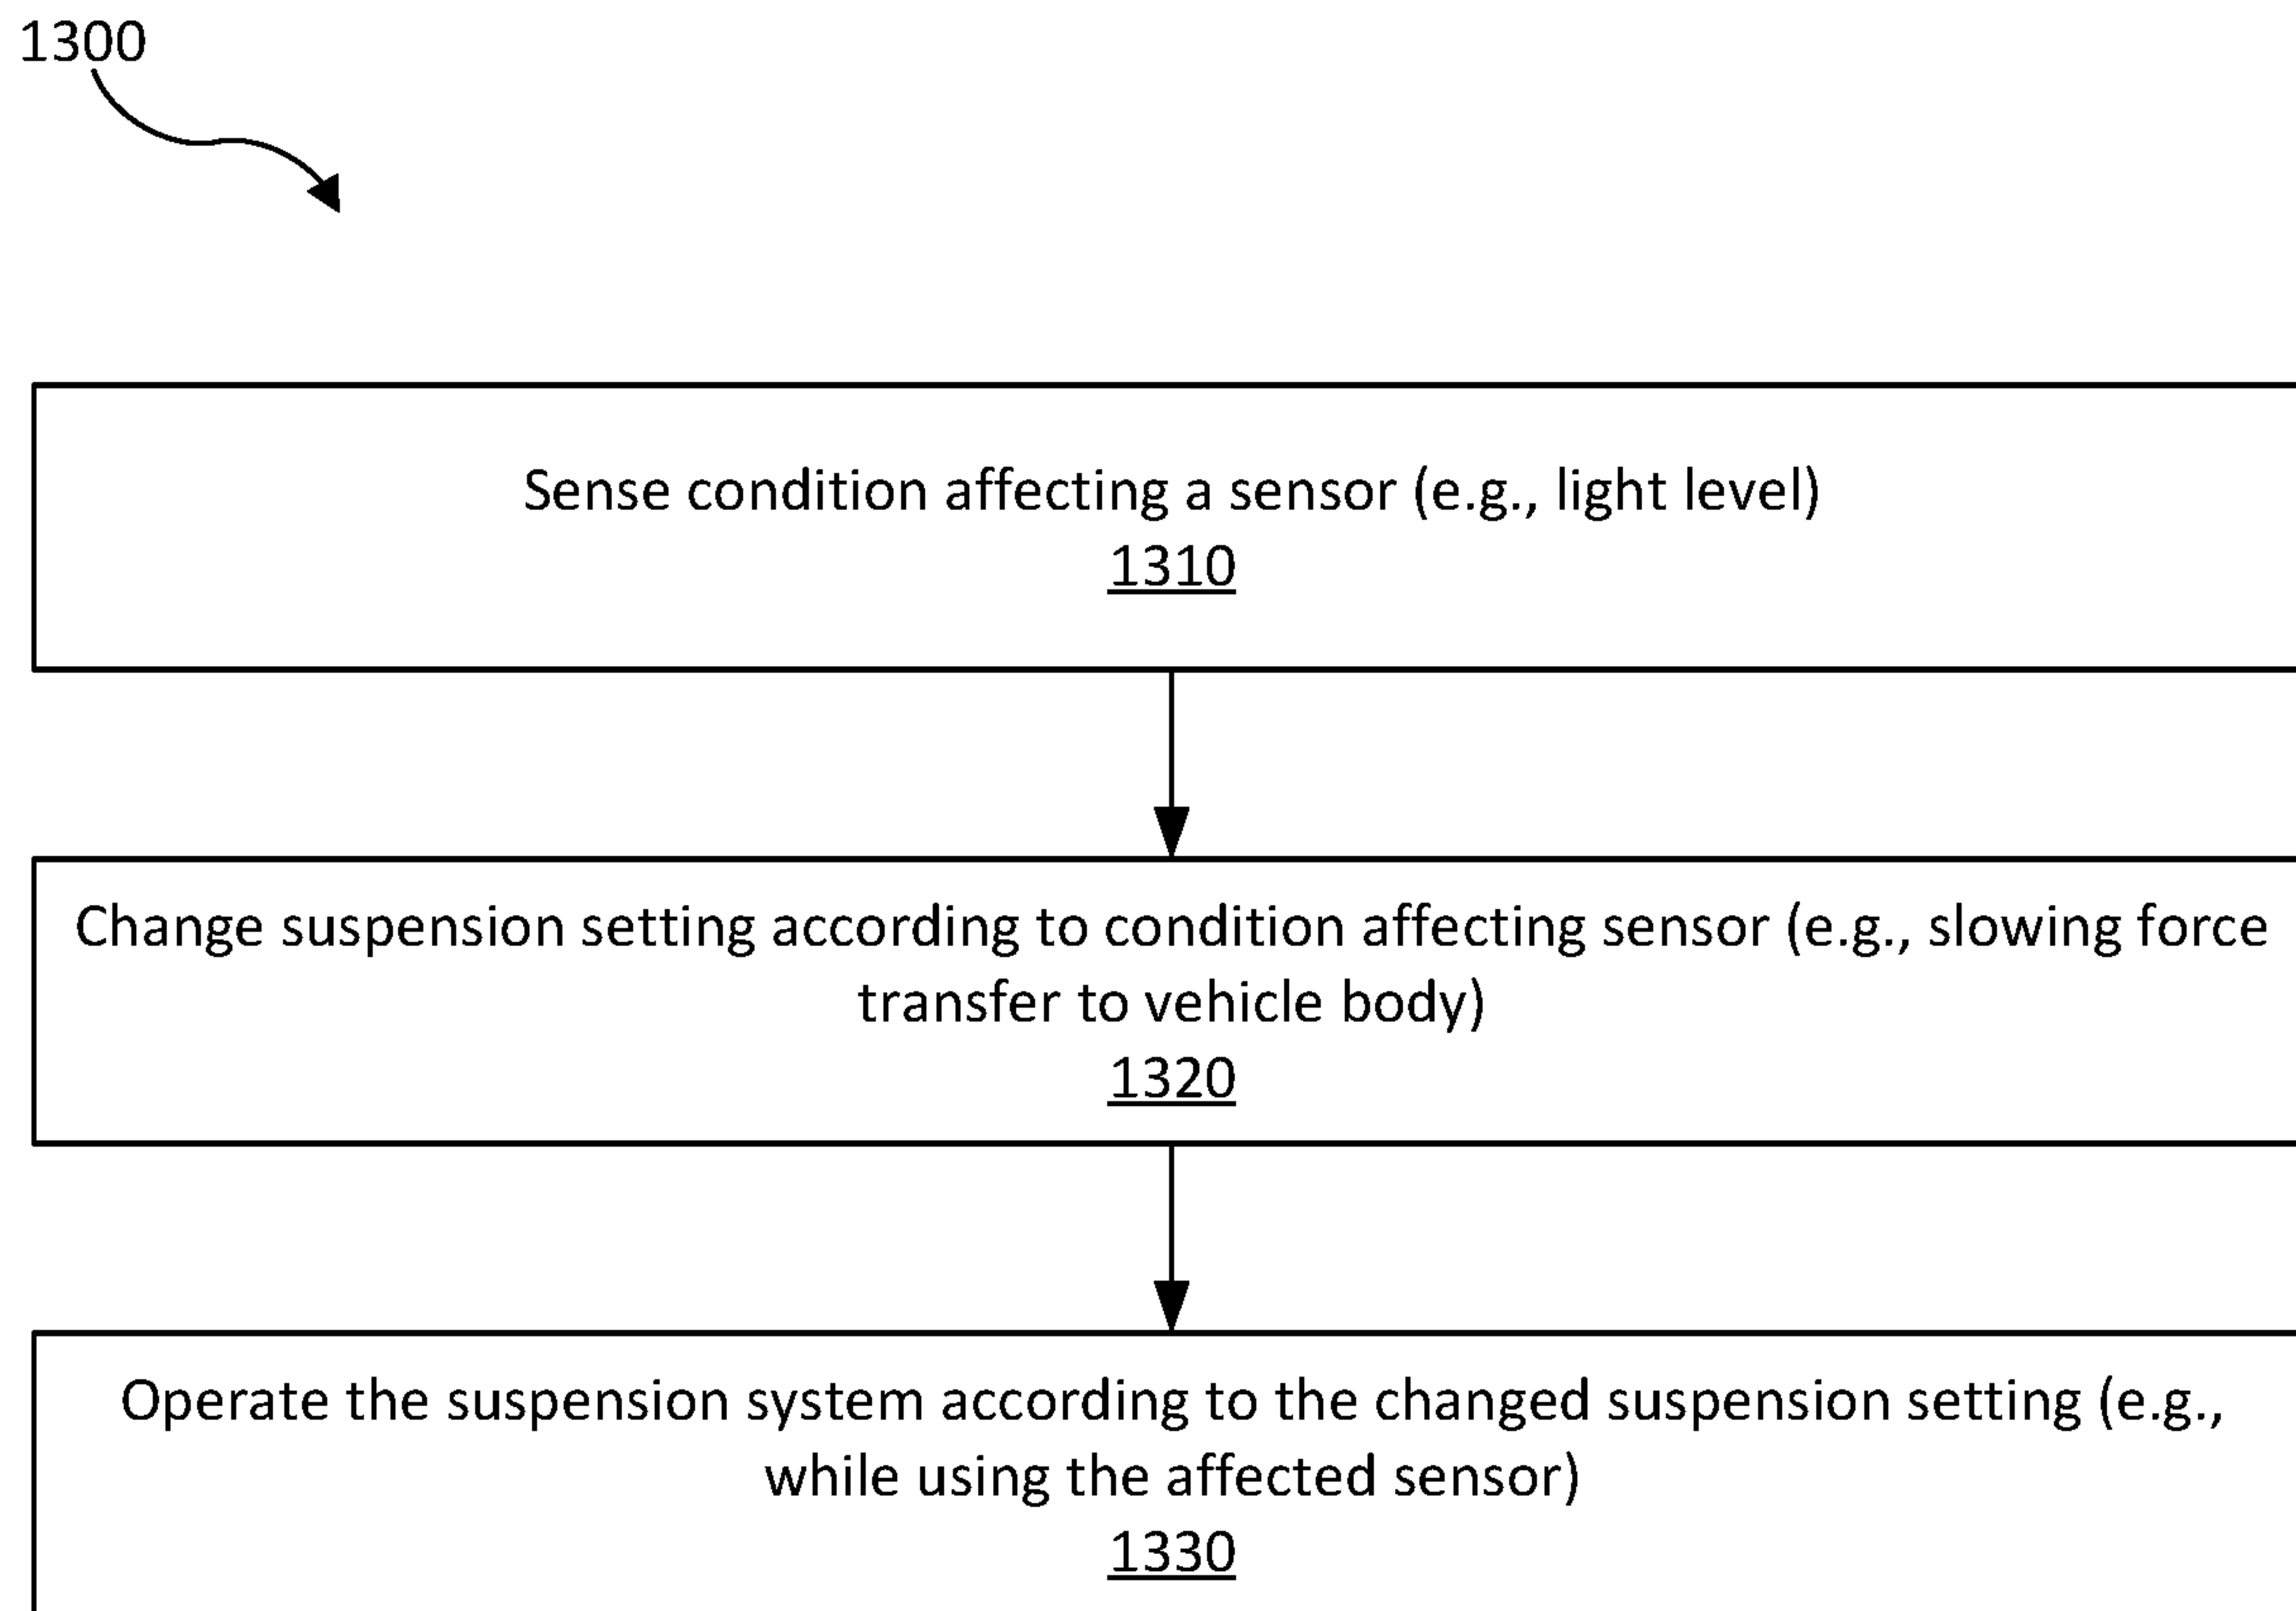 1300
Sense condition affecting a sensor (e.g., light level)
1310
Change suspension setting according to condition affecting sensor (e.g., slowing force
transfer to vehicle body)
1320
Operate the suspension system according to the changed suspension setting (e.g.,
while using the affected sensor)
1330